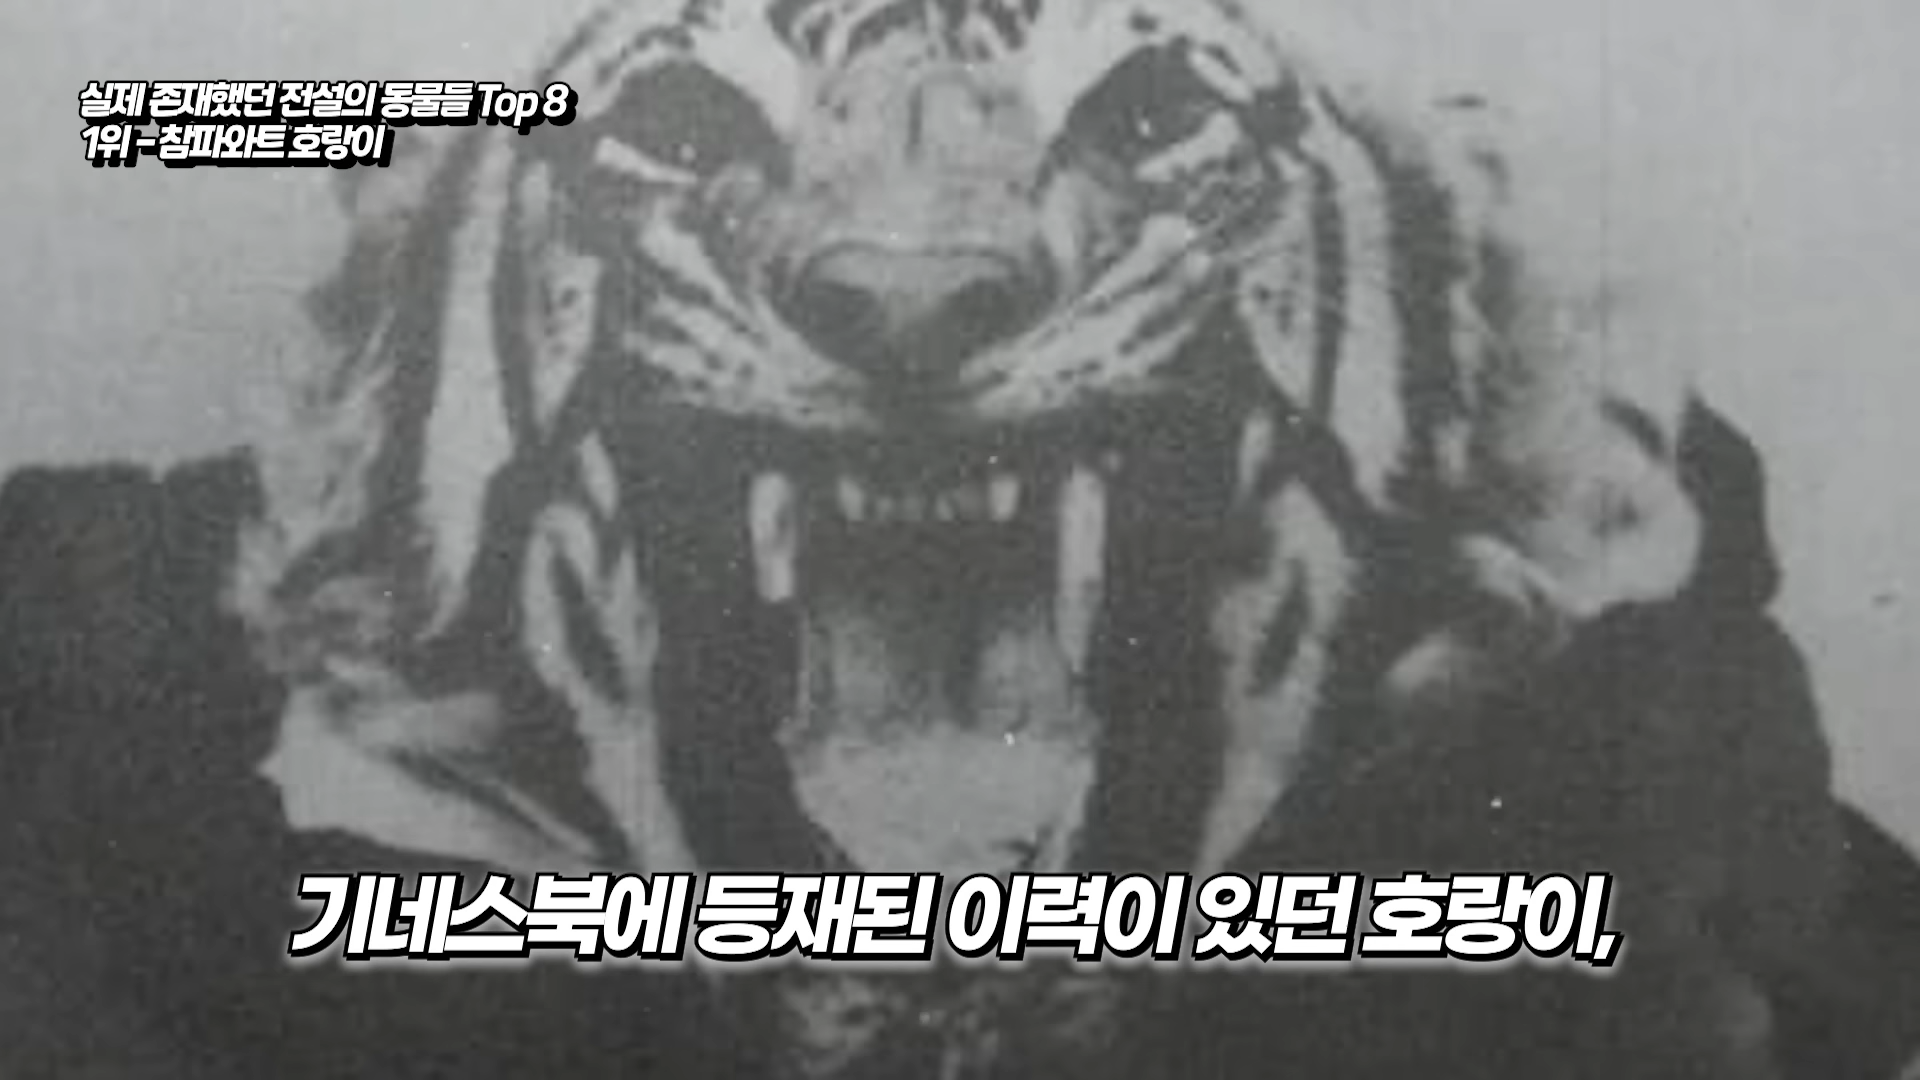 실제 존재했던 전설의 동물들 Top 8
1위 - 참파와트 호랑이
기네스북에 등재된 이력이 있던 호랑이,